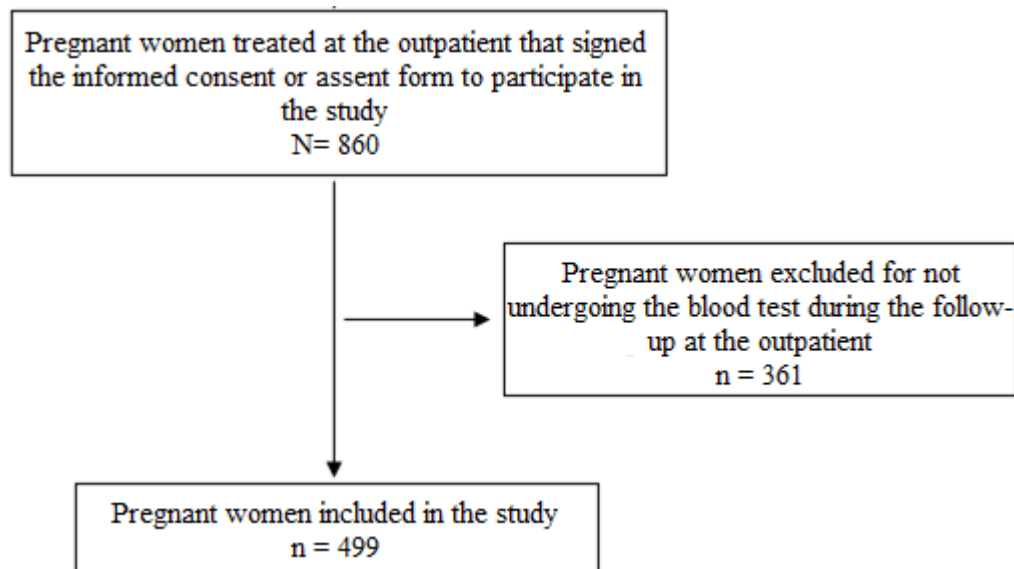 Pregnant women treated at the outpatient that signed
the informed consent or assent form to participate in
the study
N= 860
Pregnant women excluded for not
undergoing the blood test during the follow-
up at the outpatient
n = 361
Pregnant women included in the study
n = 499